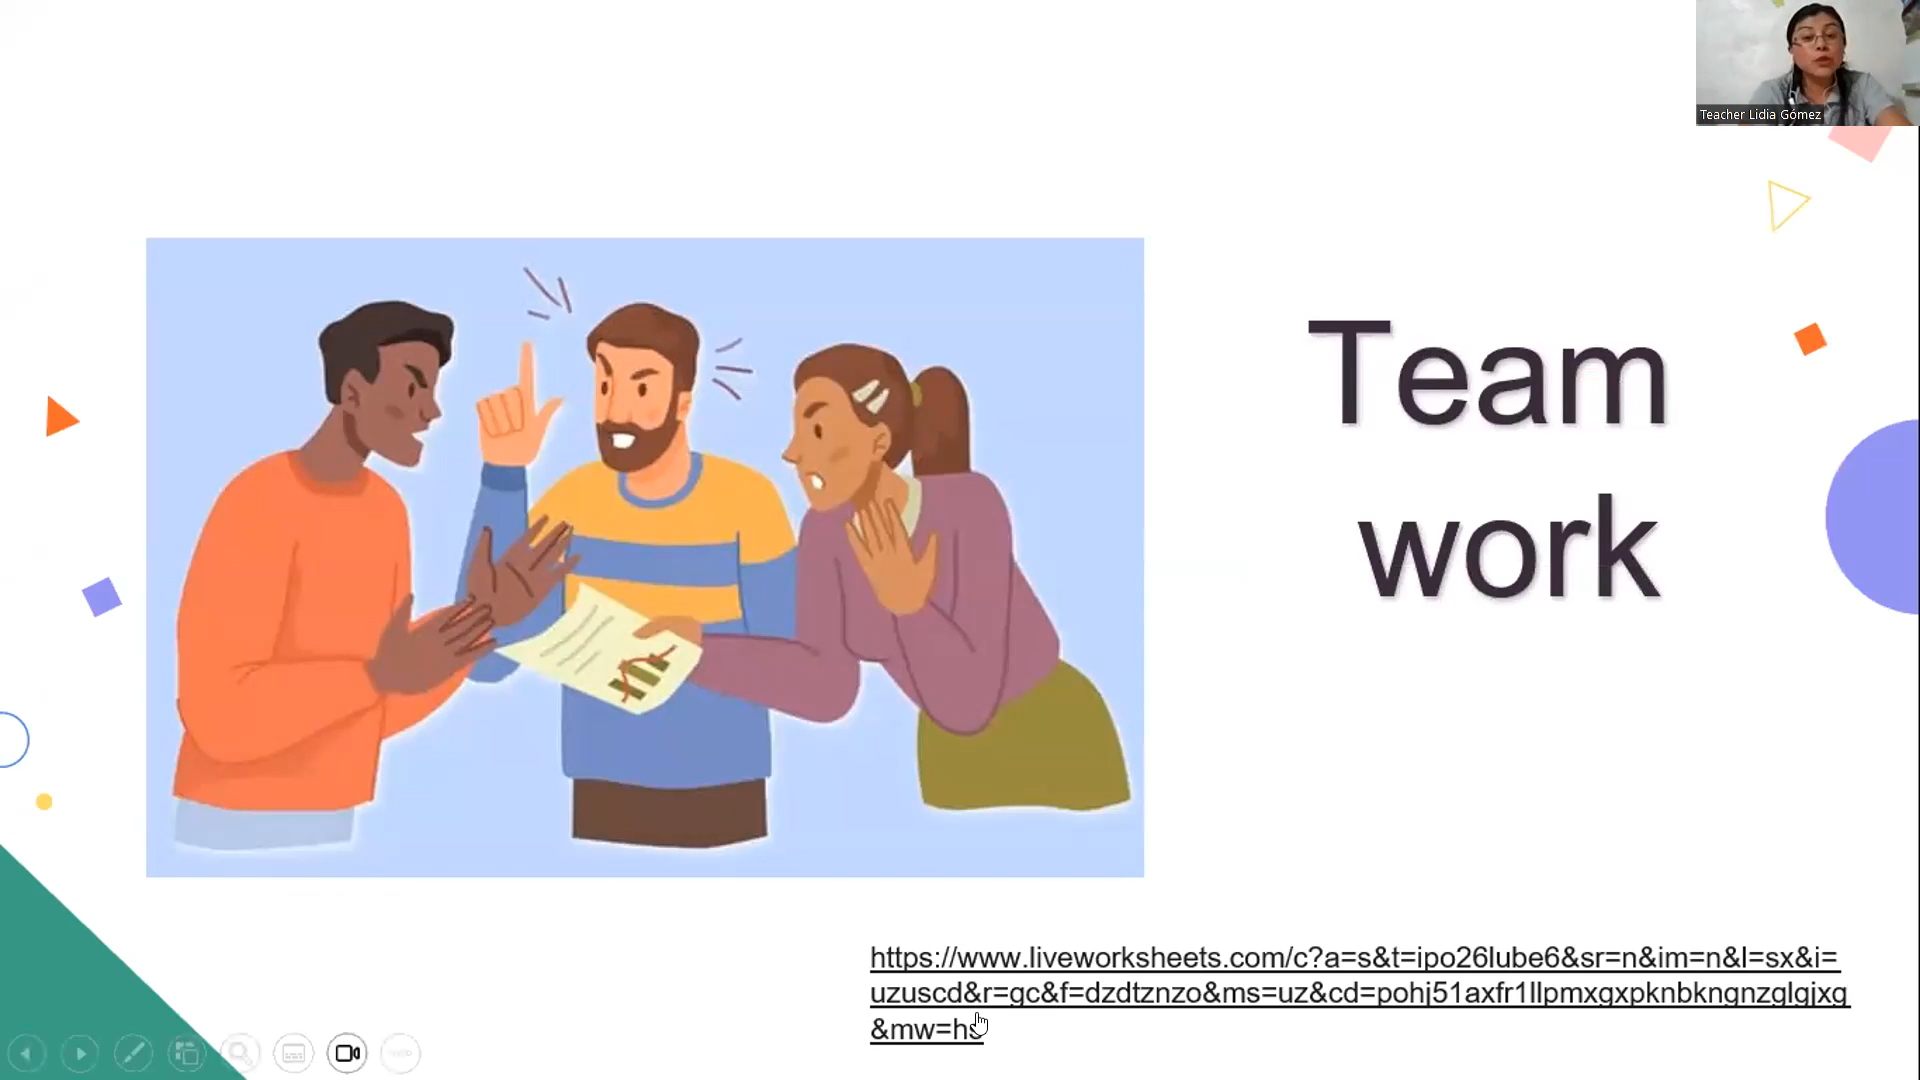 Teacher Lidia Gómez
Team
work
https://www.liveworksheets.com/c?a=s&t=ipo26lube6&sr=n&im=n&l=sx&i=
uzuscd&r=gc&f=dzdtznzo&ms=uz&cd=pohj51axfr1llpmxgxpknbkngnzglgjxg
&mw=hs